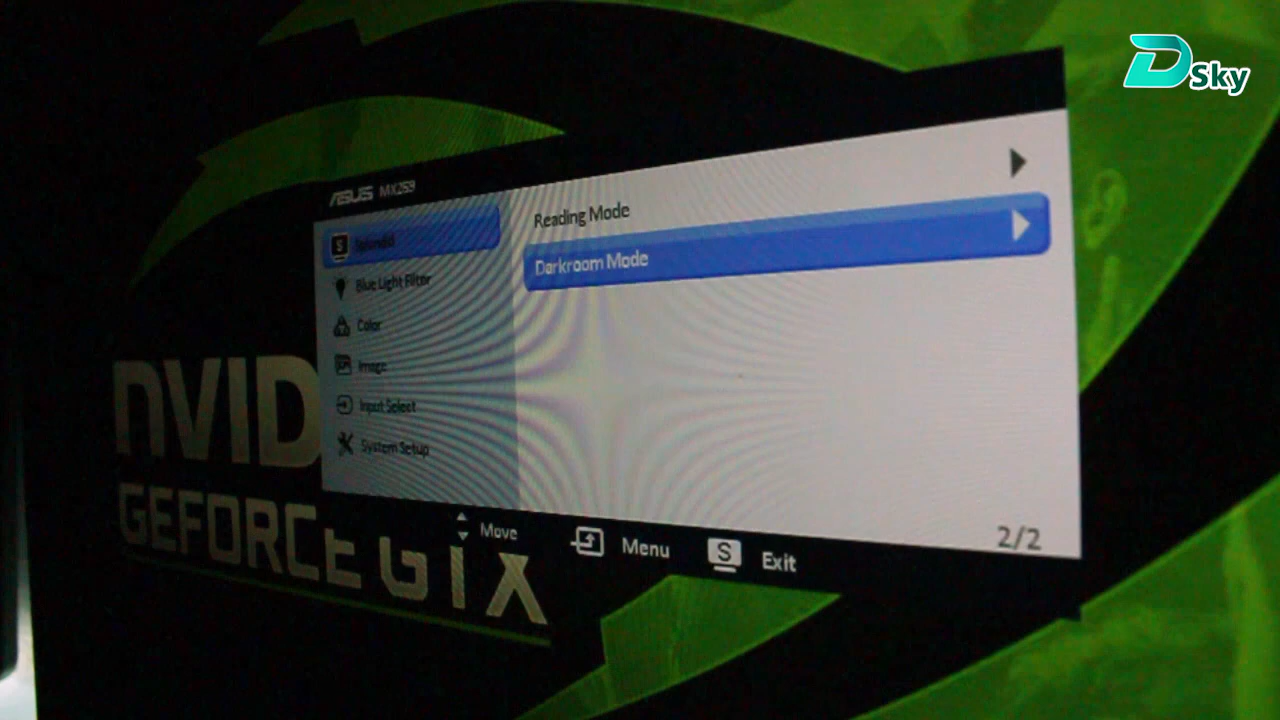 D Sky
ASUS MX259
S Splendid
Reading Mode
Darkroom Mode
Blue Light Filter
Color
Image
Input Select
System Setup
NVID
GEFORCE GTX
Move
Menu
S
Exit
2/2